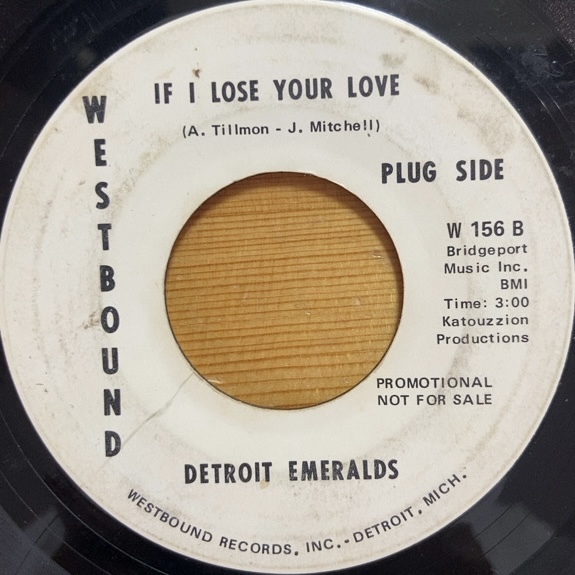 IF I LOSE YOUR LOVE
(A. Tillmon - J. Mitchell)
WESTBOUND
PLUG SIDE
W 156 B
Bridgeport
Music Inc.
BMI
Time: 3:00
Katouzzion
Productions
PROMOTIONAL
NOT FOR SALE
DETROIT EMERALDS
WESTBOUND RECORDS, INC. - DETROIT, MICH.